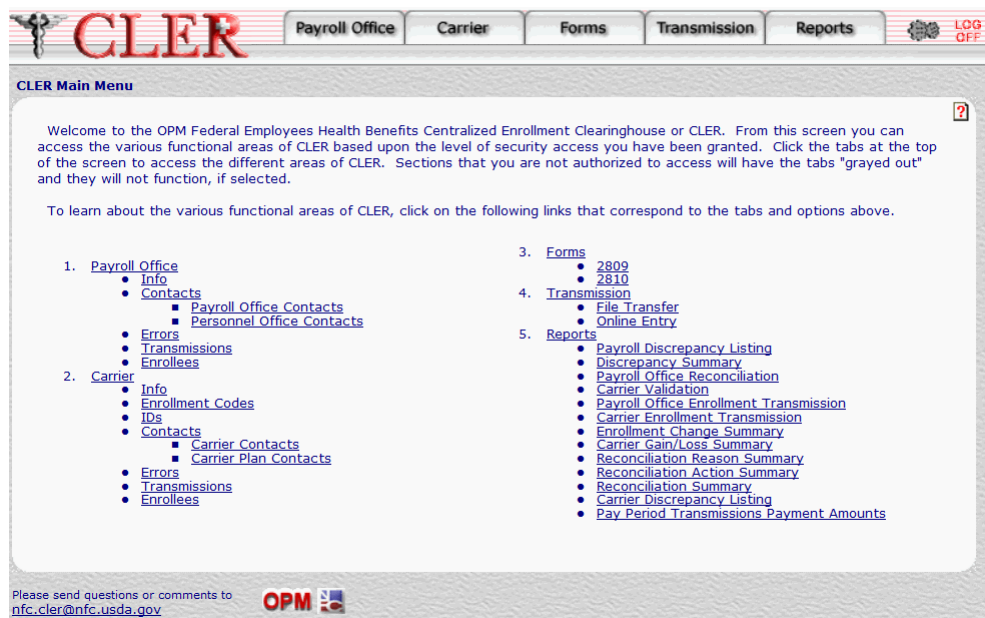 CLER
Payroll Office
Carrier
Forms
Transmission
Reports
LOG
OFF
CLER Main Menu
?
Welcome to the OPM Federal Employees Health Benefits Centralized Enrollment Clearinghouse or CLER. From this screen you can
access the various functional areas of CLER based upon the level of security access you have been granted. Click the tabs at the top
of the screen to access the different areas of CLER. Sections that you are not authorized to access will have the tabs "grayed out"
and they will not function, if selected.
To learn about the various functional areas of CLER, click on the following links that correspond to the tabs and options above.
1. Payroll Office
• Info
• Contacts
▪ Payroll Office Contacts
▪ Personnel Office Contacts
• Errors
• Transmissions
• Enrollees
2. Carrier
• Info
• Enrollment Codes
• IDs
• Contacts
▪ Carrier Contacts
▪ Carrier Plan Contacts
• Errors
• Transmissions
• Enrollees
3. Forms
• 2809
• 2810
4. Transmission
• File Transfer
• Online Entry
5. Reports
• Payroll Discrepancy Listing
• Discrepancy Summary
• Payroll Office Reconciliation
• Carrier Validation
• Payroll Office Enrollment Transmission
• Carrier Enrollment Transmission
• Enrollment Change Summary
• Carrier Gain/Loss Summary
• Reconciliation Reason Summary
• Reconciliation Action Summary
• Reconciliation Summary
• Carrier Discrepancy Listing
• Pay Period Transmissions Payment Amounts
Please send questions or comments to
nfc.cler@nfc.usda.gov
OPM